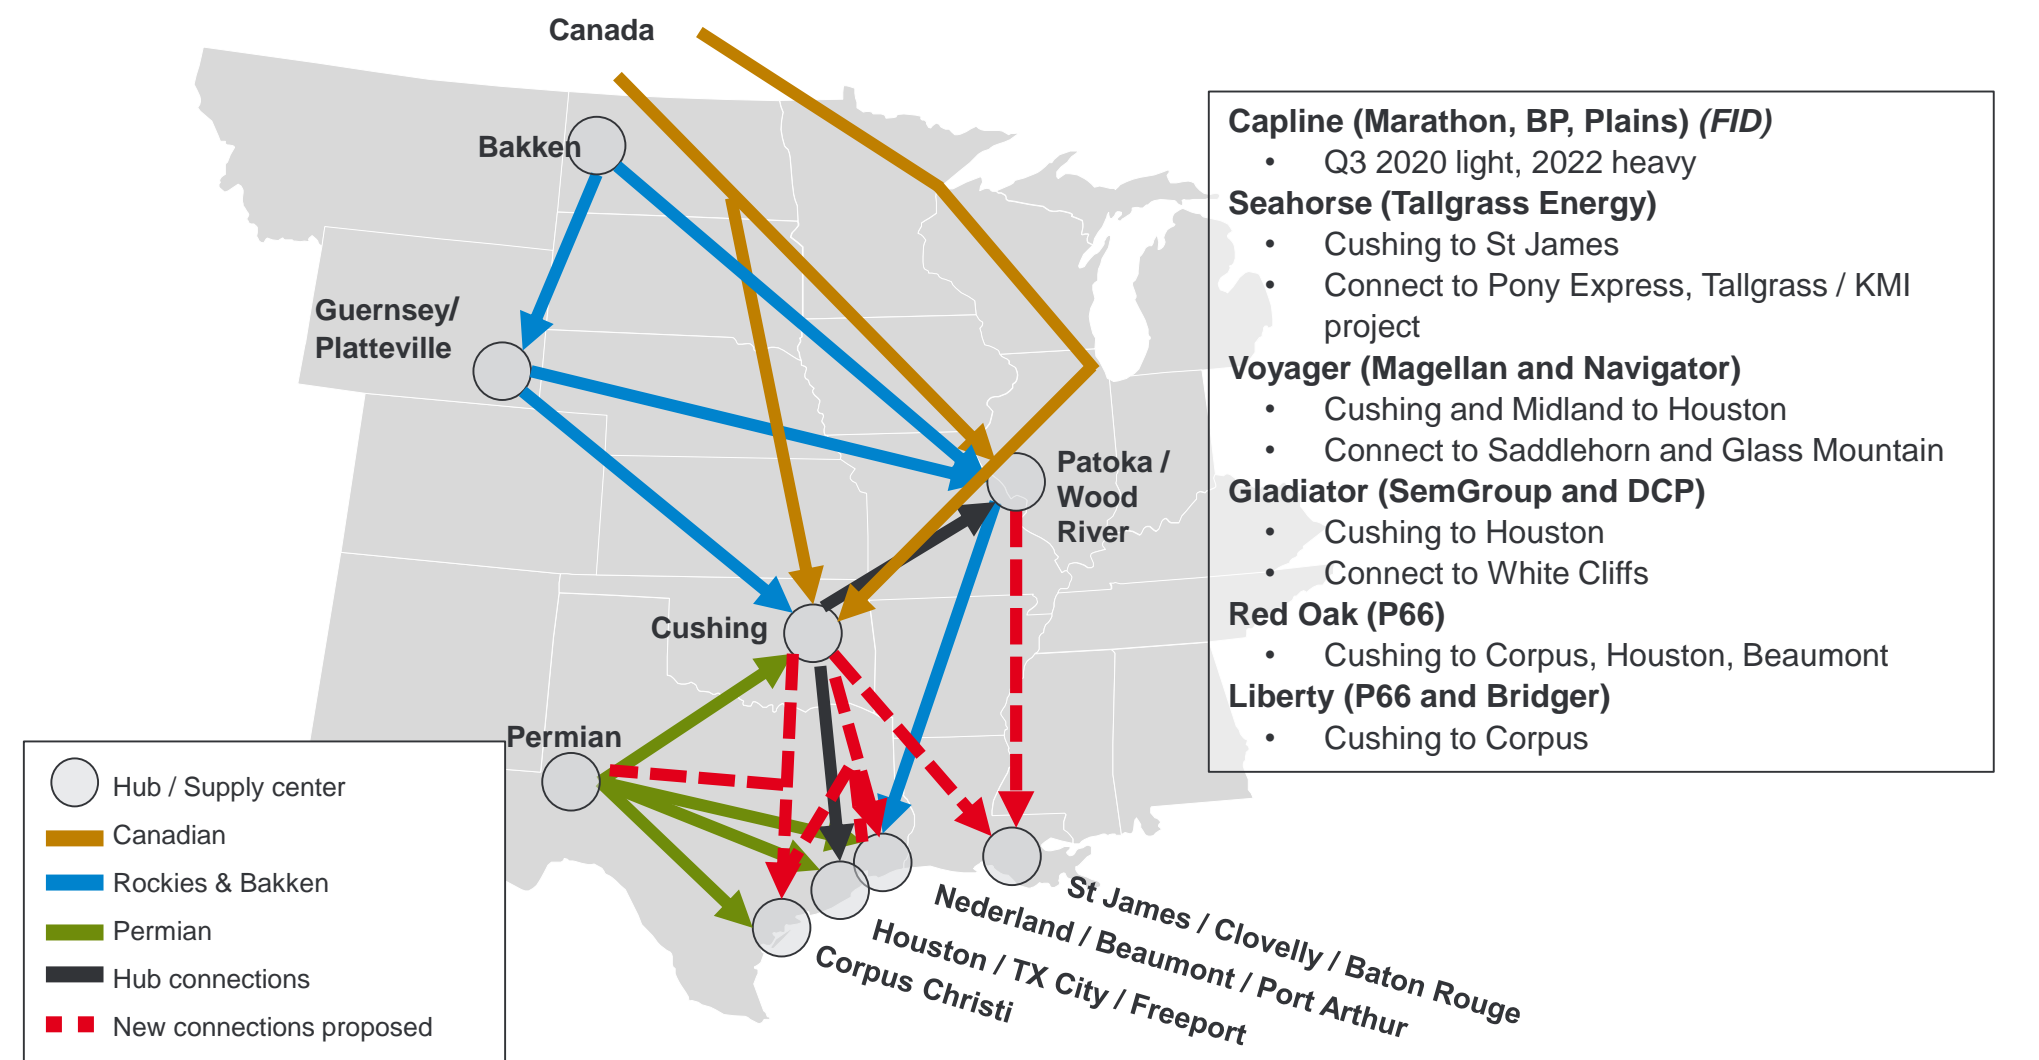 Canada
Bakken
Guernsey/
Platteville
Patoka /
Wood
River
Cushing
Permian
St James / Clovelly / Baton Rouge
Nederland / Beaumont / Port Arthur
Houston / TX City / Freeport
Corpus Christi
Capline (Marathon, BP, Plains) (FID)
• Q3 2020 light, 2022 heavy
Seahorse (Tallgrass Energy)
• Cushing to St James
• Connect to Pony Express, Tallgrass / KMI
project
Voyager (Magellan and Navigator)
• Cushing and Midland to Houston
• Connect to Saddlehorn and Glass Mountain
Gladiator (SemGroup and DCP)
• Cushing to Houston
• Connect to White Cliffs
Red Oak (P66)
• Cushing to Corpus, Houston, Beaumont
Liberty (P66 and Bridger)
• Cushing to Corpus
Hub / Supply center
Canadian
Rockies & Bakken
Permian
Hub connections
New connections proposed